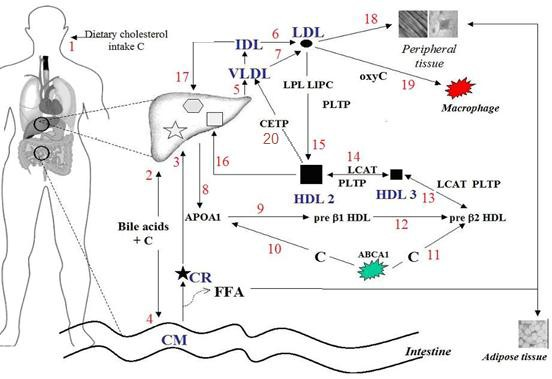 1
Dietary cholesterol
intake C
18
LDL
6
IDL
7
17
VLDL
5
Peripheral
tissue
oxyC
19
Macrophage
LPL LIPC
PLTP
CETP
20
15
16
2
3
8
14
LCAT
PLTP
HDL 2
HDL 3
13
LCAT PLTP
Bile acids
+ C
APOA1
9
pre β1 HDL
12
pre β2 HDL
10
C
ABCA1
C
11
CR
FFA
4
CM
Intestine
Adipose tissue